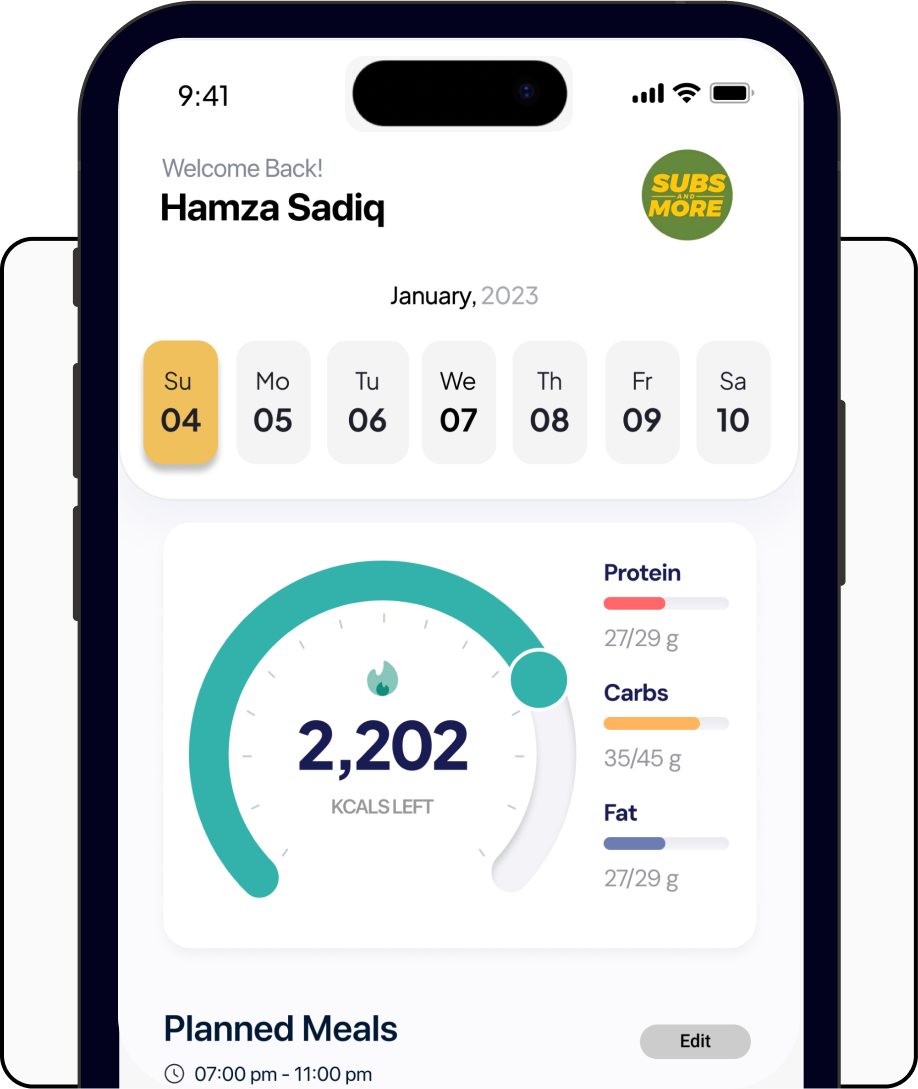 9:41
Welcome Back!
Hamza Sadiq
SUBS
AND
MORE
January, 2023
Su Mo Tu We Th Fr Sa
04 05 06 07 08 09 10
Protein
27/29 g
Carbs
35/45 g
Fat
27/29 g
2,202
KCALS LEFT
Planned Meals
Edit
07:00 pm - 11:00 pm